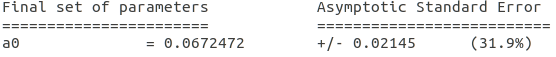 Final set of parameters            Asymptotic Standard Error
=======================            ==========================
a0              = 0.0672472        +/- 0.02145      (31.9%)